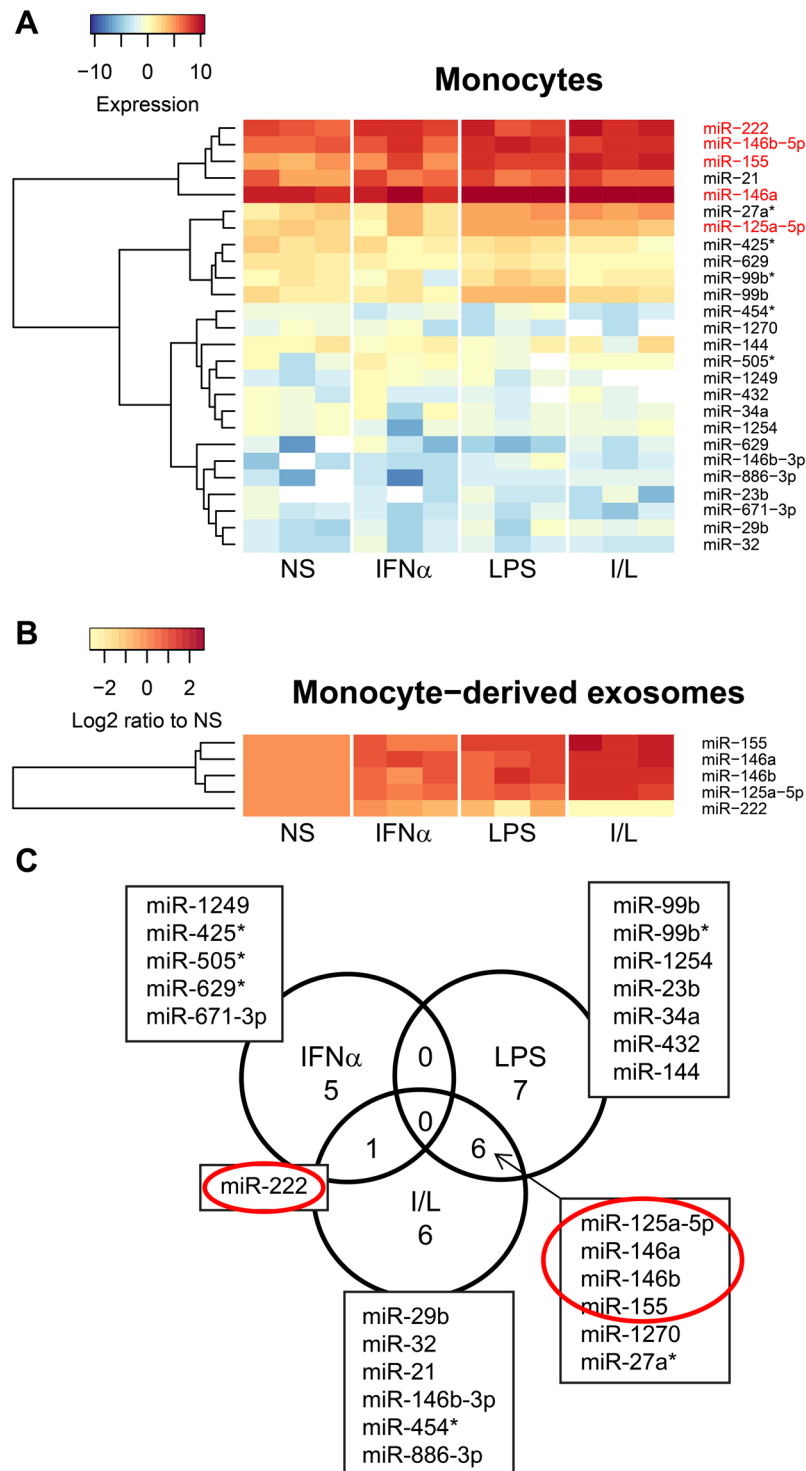 A
−10 0 10
Expression
Monocytes
miR−222
miR−146b−5p
miR−155
miR−21
miR−146a
miR−27a*
miR−125a−5p
miR−425*
miR−629
miR−99b*
miR−99b
miR−454*
miR−1270
miR−144
miR−505*
miR−1249
miR−432
miR−34a
miR−1254
miR−629
miR−146b−3p
miR−886−3p
miR−23b
miR−671−3p
miR−29b
miR−32
NS IFNα LPS I/L
B
−2 0 2
Log2 ratio to NS
Monocyte−derived exosomes
miR−155
miR−146a
miR−146b
miR−125a−5p
miR−222
NS IFNα LPS I/L
C
miR-1249
miR-425*
miR-505*
miR-629*
miR-671-3p
miR-99b
miR-99b*
miR-1254
miR-23b
miR-34a
miR-432
miR-144
IFNα
5
0
LPS
7
0
1
6
miR-222
I/L
6
miR-125a-5p
miR-146a
miR-146b
miR-155
miR-1270
miR-27a*
miR-29b
miR-32
miR-21
miR-146b-3p
miR-454*
miR-886-3p